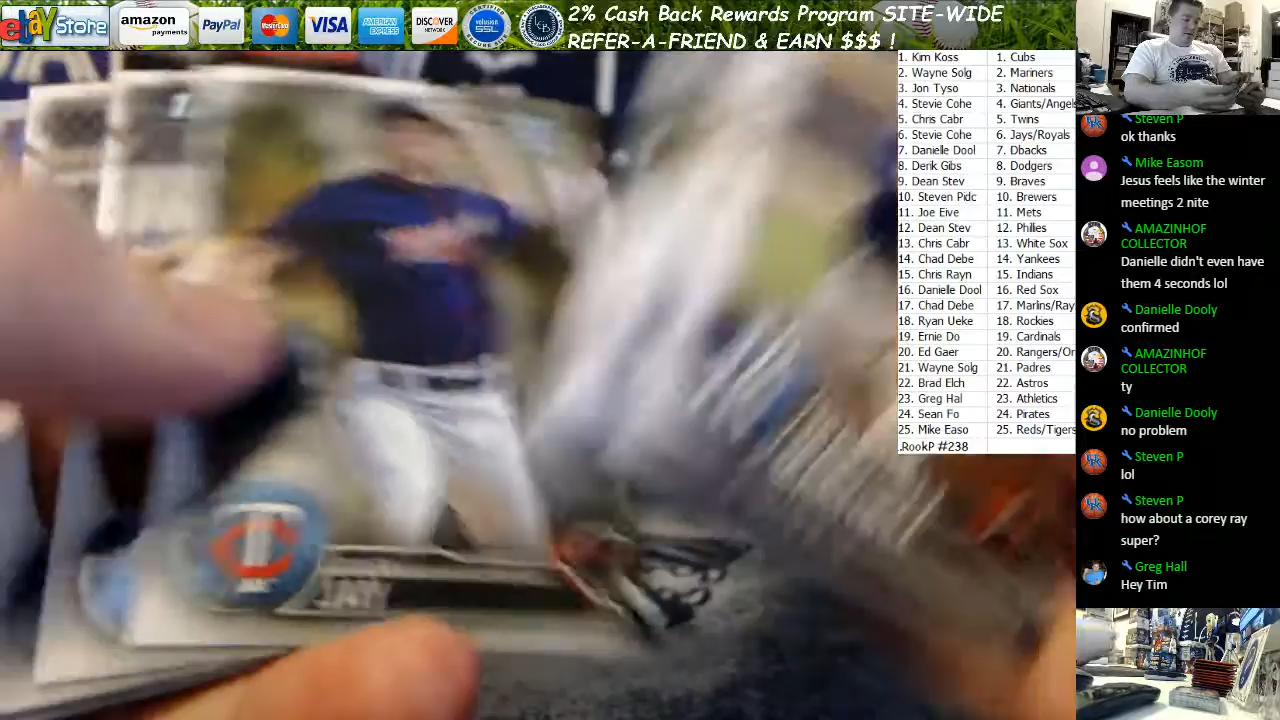 ebay Store
amazon payments
PayPal
MasterCard
VISA
AMERICAN EXPRESS
DISCOVER NETWORK
volusion SSL
2% Cash Back Rewards Program SITE-WIDE
REFER-A-FRIEND & EARN $$$ !
1. Kim Koss 1. Cubs
2. Wayne Solg 2. Mariners
3. Jon Tyso 3. Nationals
4. Stevie Cohe 4. Giants/Angels
5. Chris Cabr 5. Twins
6. Stevie Cohe 6. Jays/Royals
7. Danielle Dool 7. Dbacks
8. Derik Gibs 8. Dodgers
9. Dean Stev 9. Braves
10. Steven Pidc 10. Brewers
11. Joe Eive 11. Mets
12. Dean Stev 12. Phillies
13. Chris Cabr 13. White Sox
14. Chad Debe 14. Yankees
15. Chris Rayn 15. Indians
16. Danielle Dool 16. Red Sox
17. Chad Debe 17. Marlins/Ray
18. Ryan Ueke 18. Rockies
19. Ernie Do 19. Cardinals
20. Ed Gaer 20. Rangers/Or
21. Wayne Solg 21. Padres
22. Brad Elch 22. Astros
23. Greg Hal 23. Athletics
24. Sean Fo 24. Pirates
25. Mike Easo 25. Reds/Tigers
.RookP #238
Steven P
ok thanks
Mike Easom
Jesus feels like the winter
meetings 2 nite
AMAZINHOF
COLLECTOR
Danielle didn't even have
them 4 seconds lol
Danielle Dooly
confirmed
AMAZINHOF
COLLECTOR
ty
Danielle Dooly
no problem
Steven P
lol
Steven P
how about a corey ray
super?
Greg Hall
Hey Tim